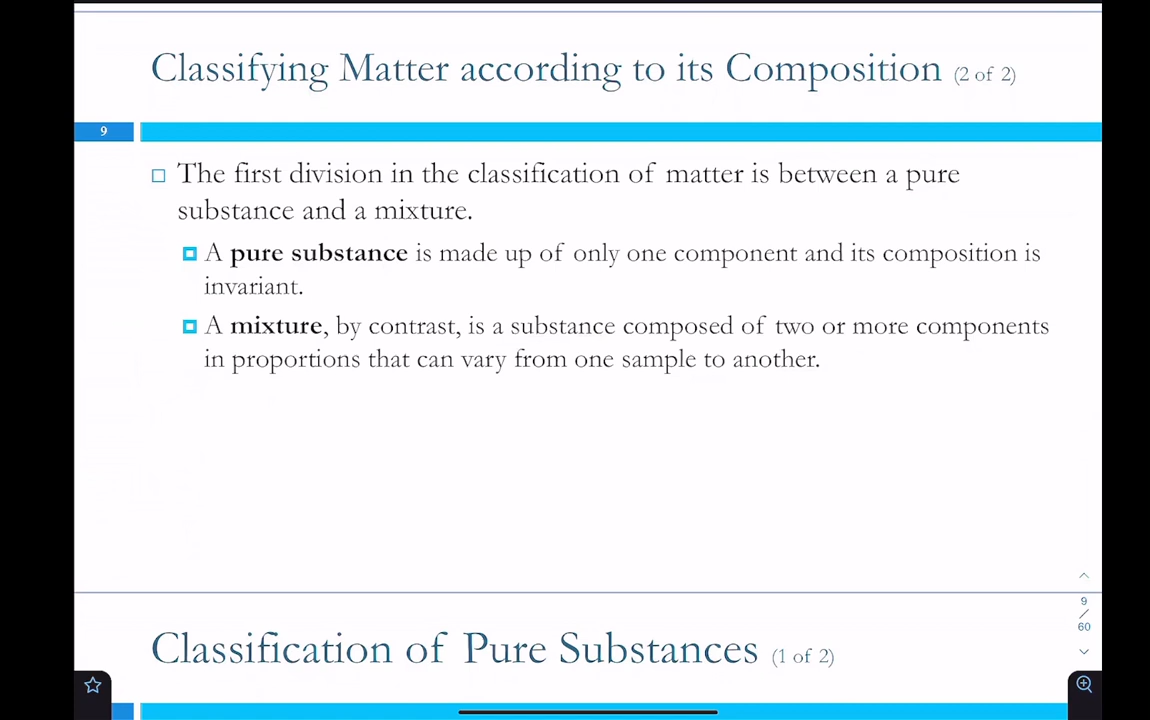 Classifying Matter according to its Composition (2 of 2)
9
The first division in the classification of matter is between a pure
substance and a mixture.
A pure substance is made up of only one component and its composition is
invariant.
A mixture, by contrast, is a substance composed of two or more components
in proportions that can vary from one sample to another.
9
/
60
Classification of Pure Substances (1 of 2)